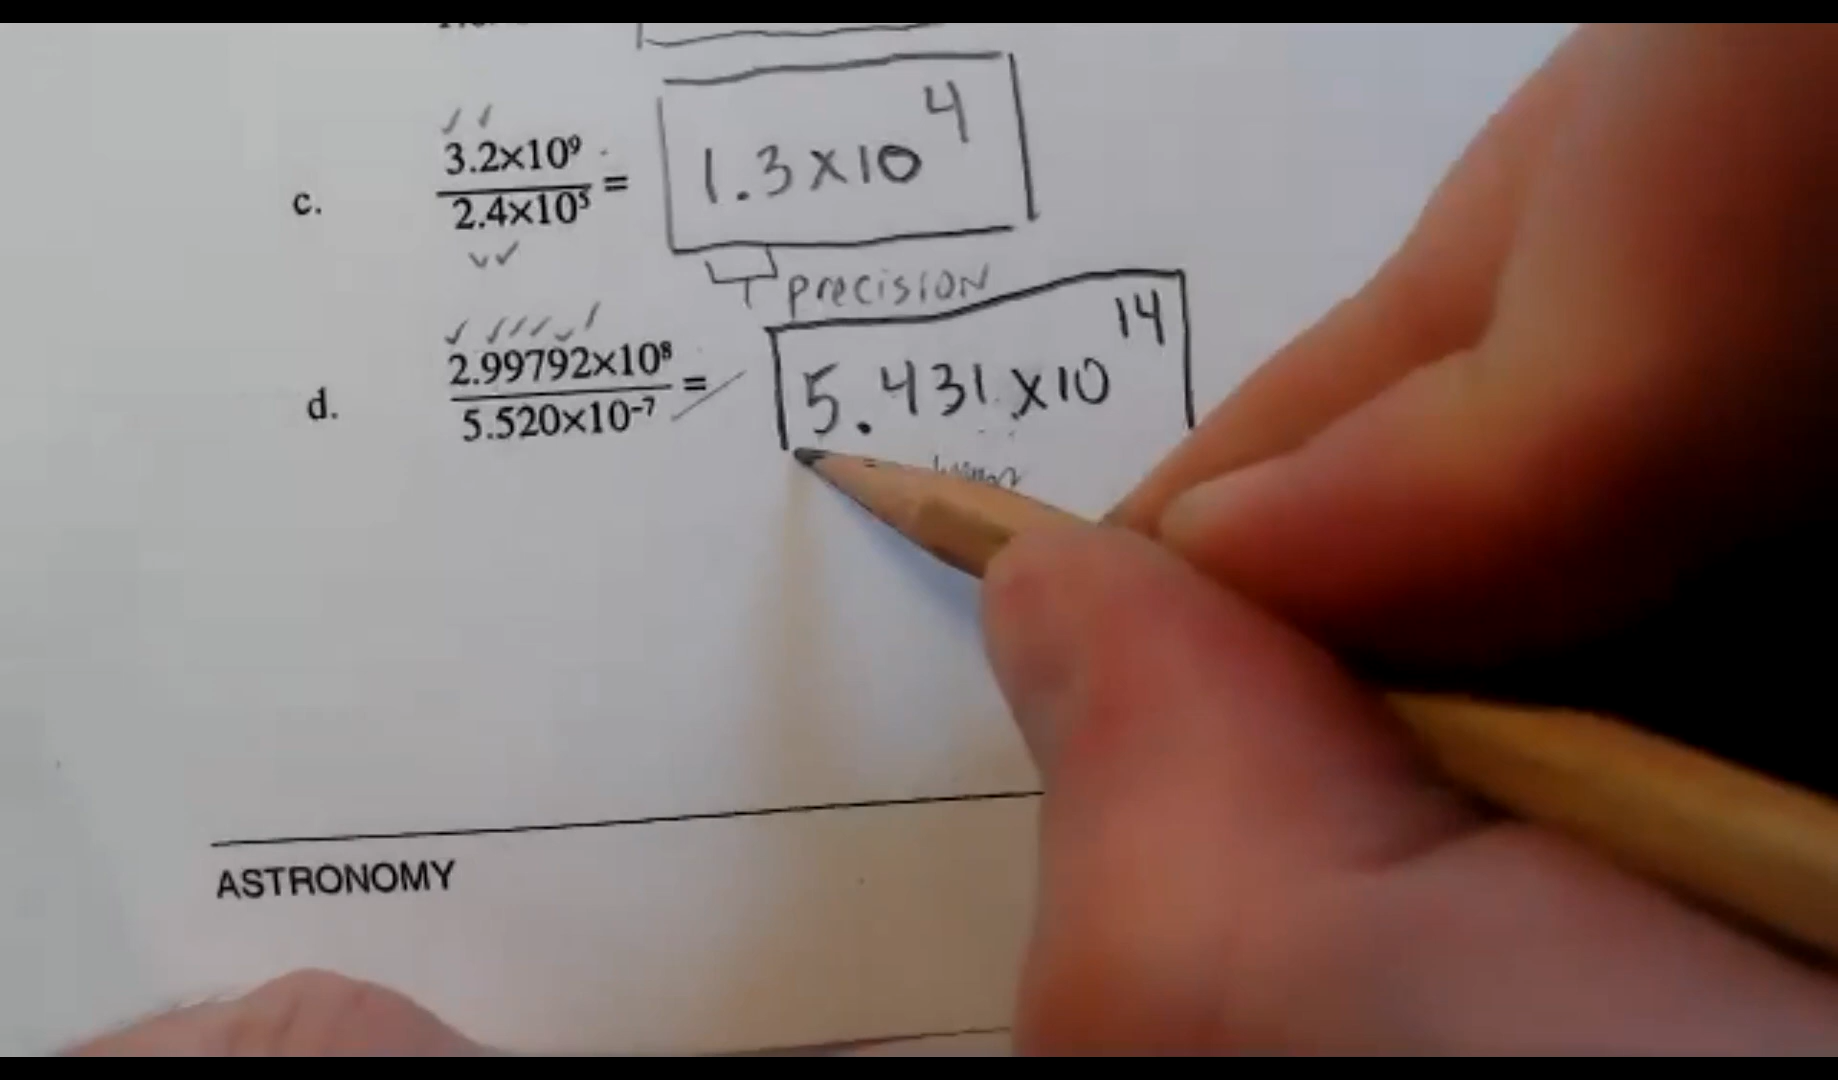 3.2×10⁹
c. ――― = 1.3×10⁴
2.4×10⁵
precision
2.99792×10⁸
d. ――― = 5.431×10¹⁴
5.520×10⁻⁷
ASTRONOMY